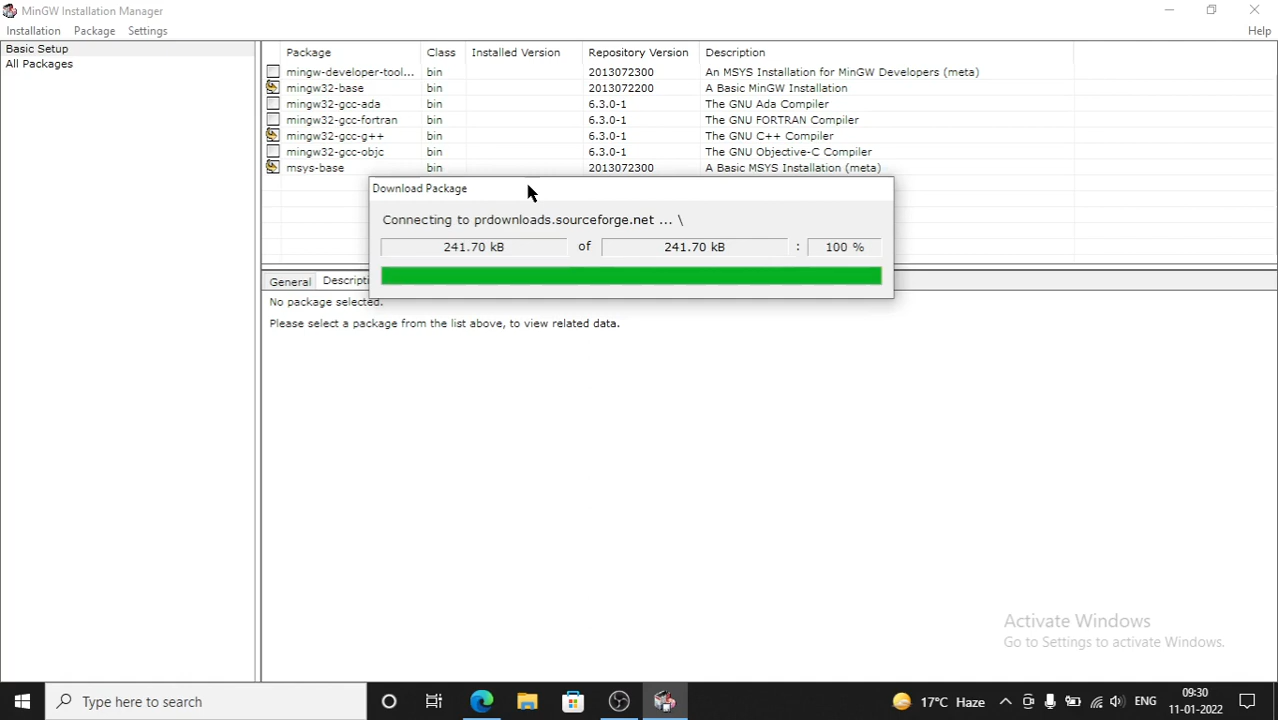 MinGW Installation Manager
Installation Package Settings Help
Basic Setup
All Packages
Package Class Installed Version Repository Version Description
mingw-developer-tool... bin 2013072300 An MSYS Installation for MinGW Developers (meta)
mingw32-base bin 2013072200 A Basic MinGW Installation
mingw32-gcc-ada bin 6.3.0-1 The GNU Ada Compiler
mingw32-gcc-fortran bin 6.3.0-1 The GNU FORTRAN Compiler
mingw32-gcc-g++ bin 6.3.0-1 The GNU C++ Compiler
mingw32-gcc-objc bin 6.3.0-1 The GNU Objective-C Compiler
msys-base bin 2013072300 A Basic MSYS Installation (meta)
Download Package
Connecting to prdownloads.sourceforge.net ... \
241.70 kB of 241.70 kB : 100 %
General Descripti
No package selected.
Please select a package from the list above, to view related data.
Activate Windows
Go to Settings to activate Windows.
Type here to search
17°C Haze
ENG
09:30
11-01-2022